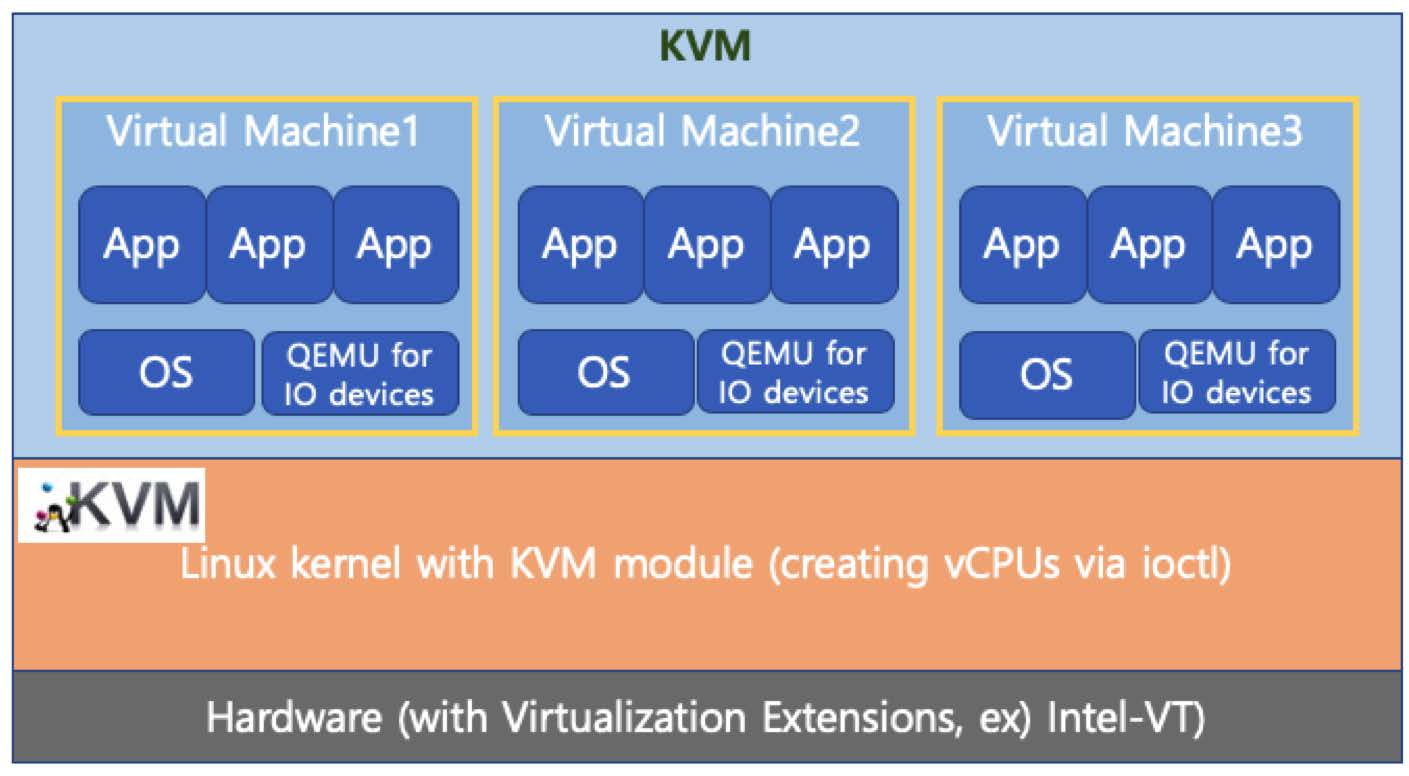 KVM
Virtual Machine1
App App App
OS
QEMU for
IO devices
Virtual Machine2
App App App
OS
QEMU for
IO devices
Virtual Machine3
App App App
OS
QEMU for
IO devices
KVM
Linux kernel with KVM module (creating vCPUs via ioctl)
Hardware (with Virtualization Extensions, ex) Intel-VT)